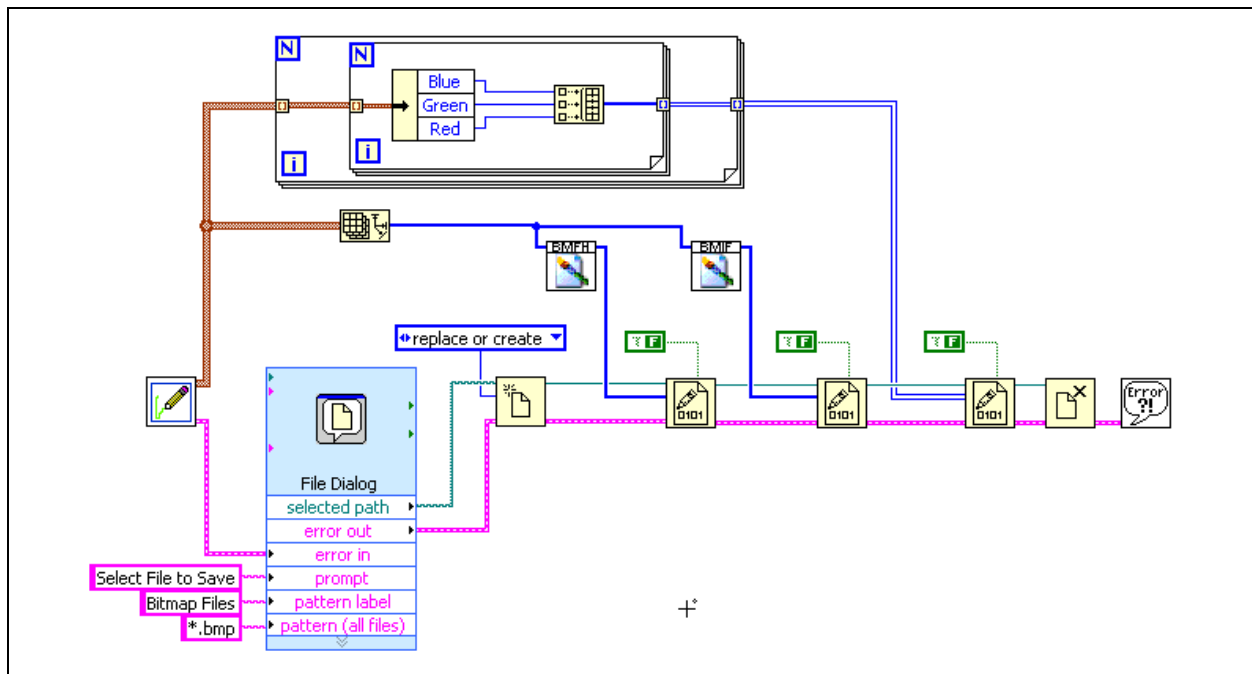 N
N
Blue
Green
Red
i
i
BMFH
BMIF
replace or create
F
F
F
0101
0101
0101
Error
?!
File Dialog
selected path
error out
error in
Select File to Save
prompt
Bitmap Files
pattern label
*.bmp
pattern (all files)